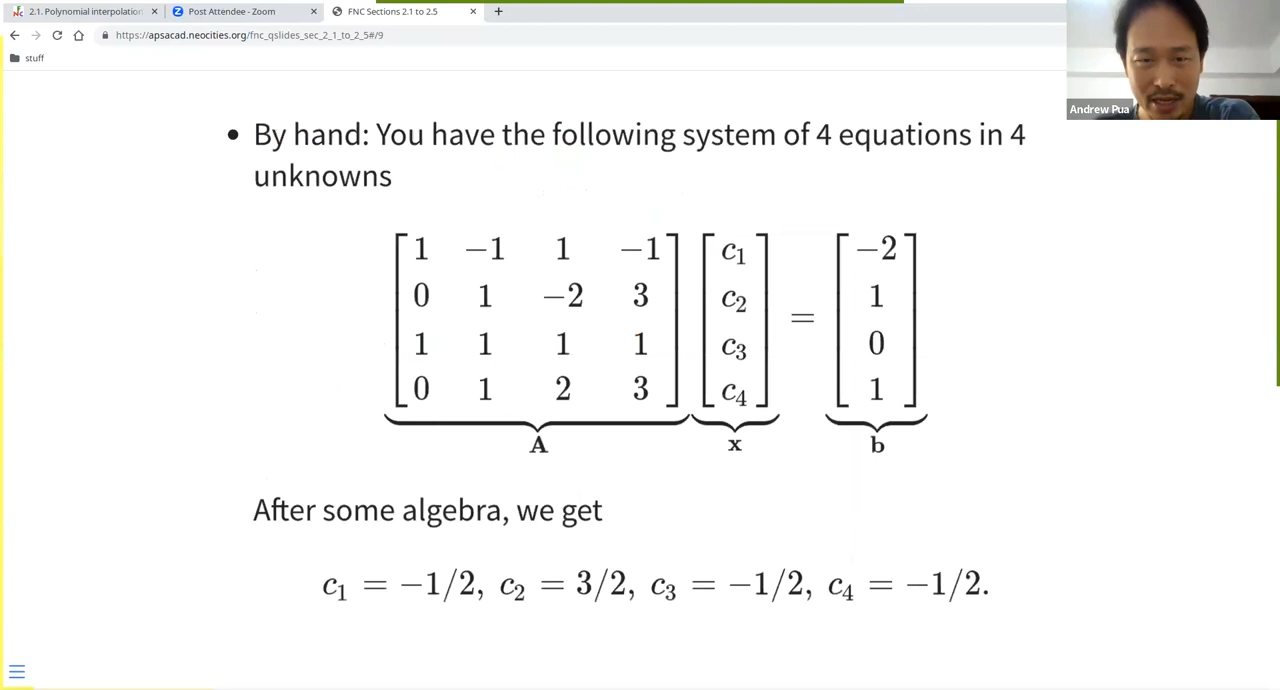 2.1. Polynomial interpolation
Post Attendee - Zoom
FNC Sections 2.1 to 2.5
https://apsacad.neocities.org/fnc_qslides_sec_2_1_to_2_5#/9
stuff
Andrew Pua
• By hand: You have the following system of 4 equations in 4
unknowns
[1 −1 1 −1] [c₁] [−2]
[0 1 −2 3] [c₂] = [1]
[1 1 1 1] [c₃] [0]
[0 1 2 3] [c₄] [1]
A x b
After some algebra, we get
c₁ = −1/2, c₂ = 3/2, c₃ = −1/2, c₄ = −1/2.